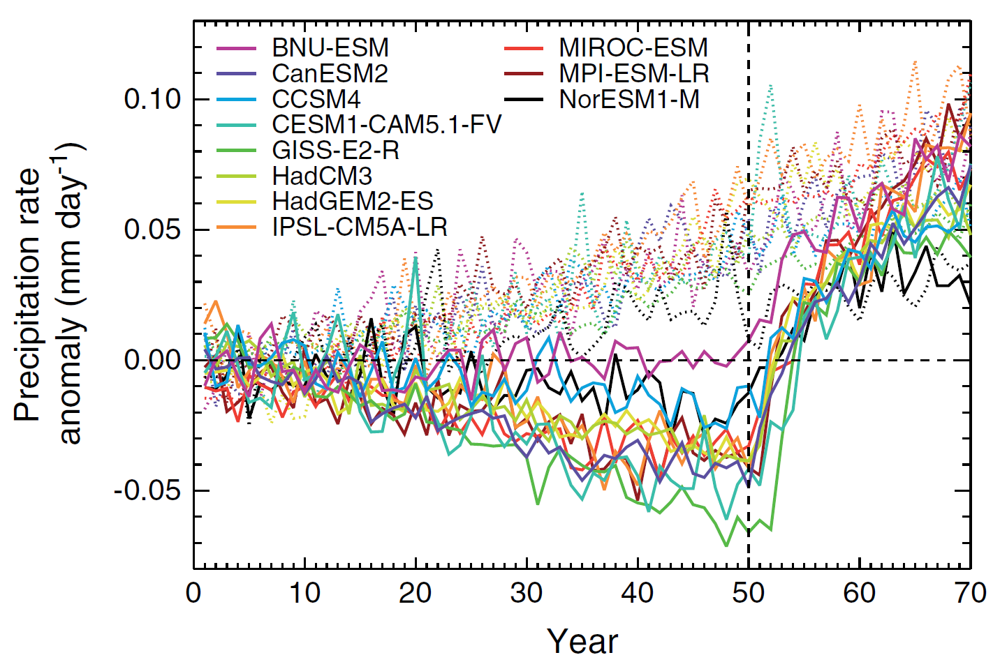 BNU-ESM
CanESM2
CCSM4
CESM1-CAM5.1-FV
GISS-E2-R
HadCM3
HadGEM2-ES
IPSL-CM5A-LR
MIROC-ESM
MPI-ESM-LR
NorESM1-M
Precipitation rate
anomaly (mm day-1)
0.10
0.05
0.00
-0.05
0 10 20 30 40 50 60 70
Year